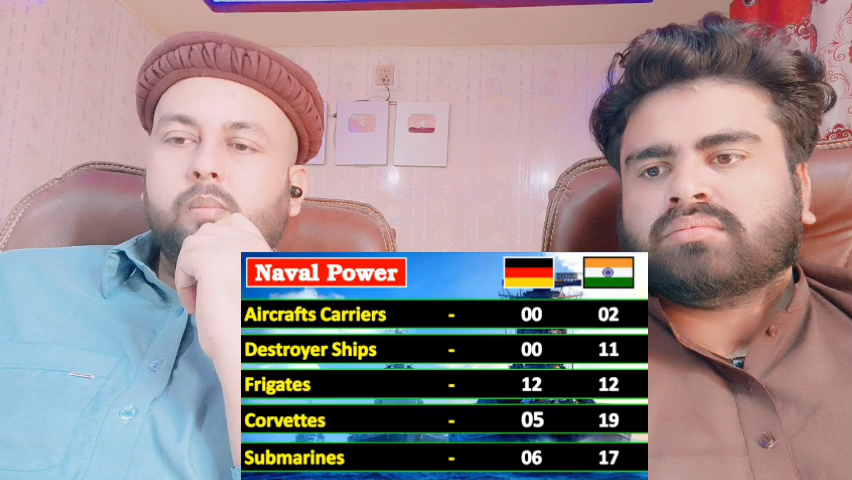 Naval Power
Aircrafts Carriers - 00 02
Destroyer Ships - 00 11
Frigates - 12 12
Corvettes - 05 19
Submarines - 06 17